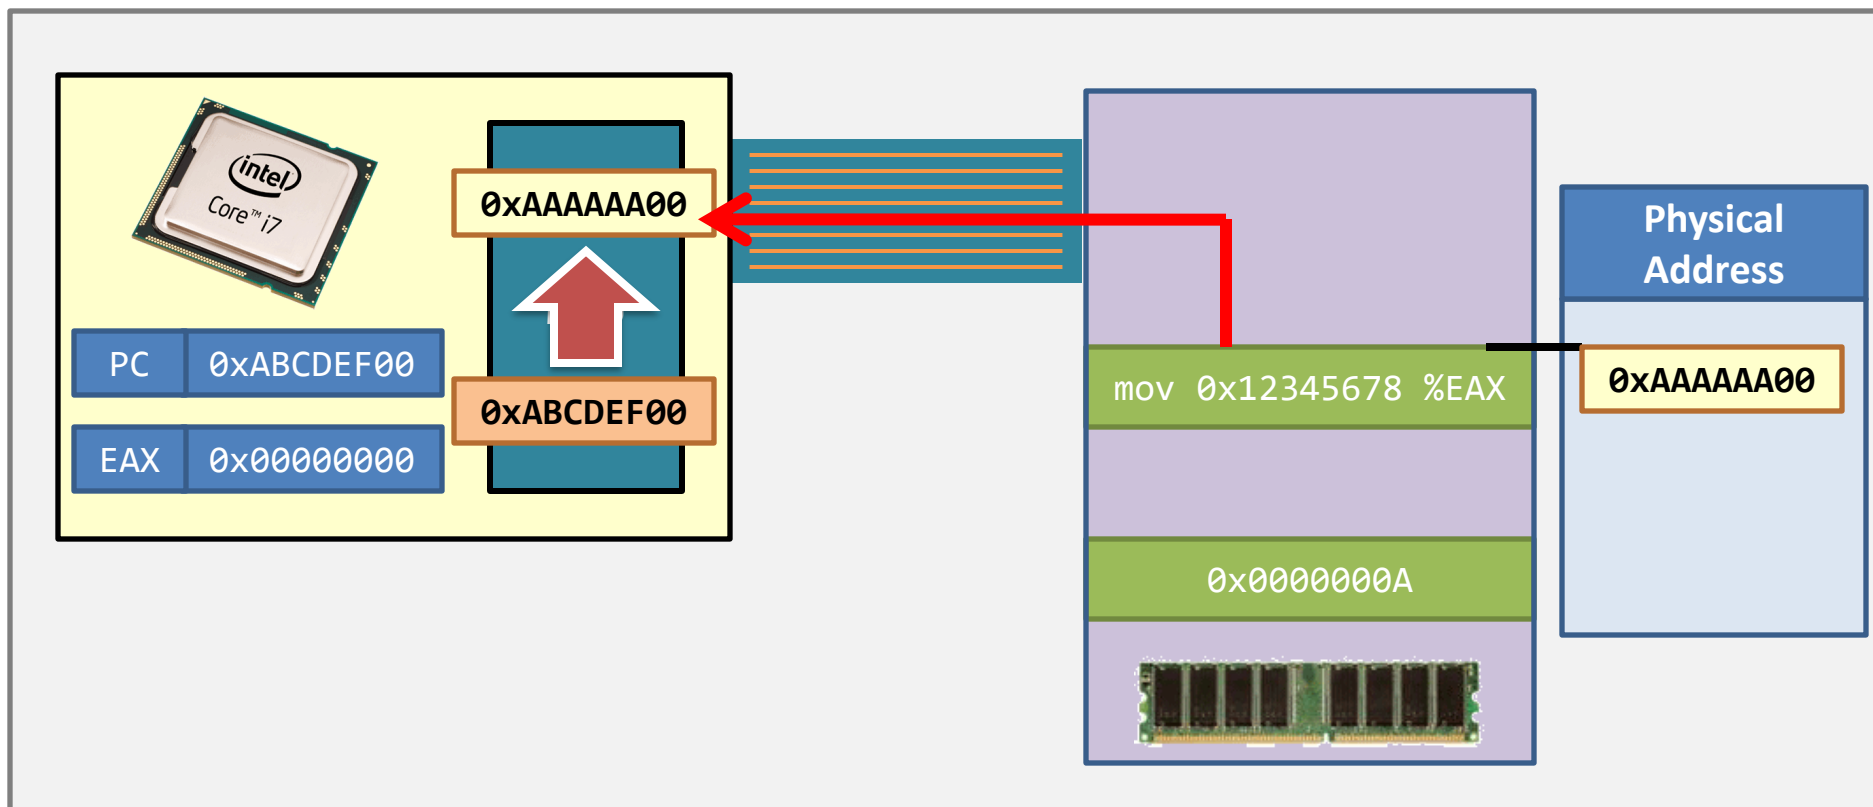 intel
Core™ i7
0xAAAAAA00
PC 0xABCDEF00
0xABCDEF00
EAX 0x00000000
mov 0x12345678 %EAX
0x0000000A
Physical
Address
0xAAAAAA00